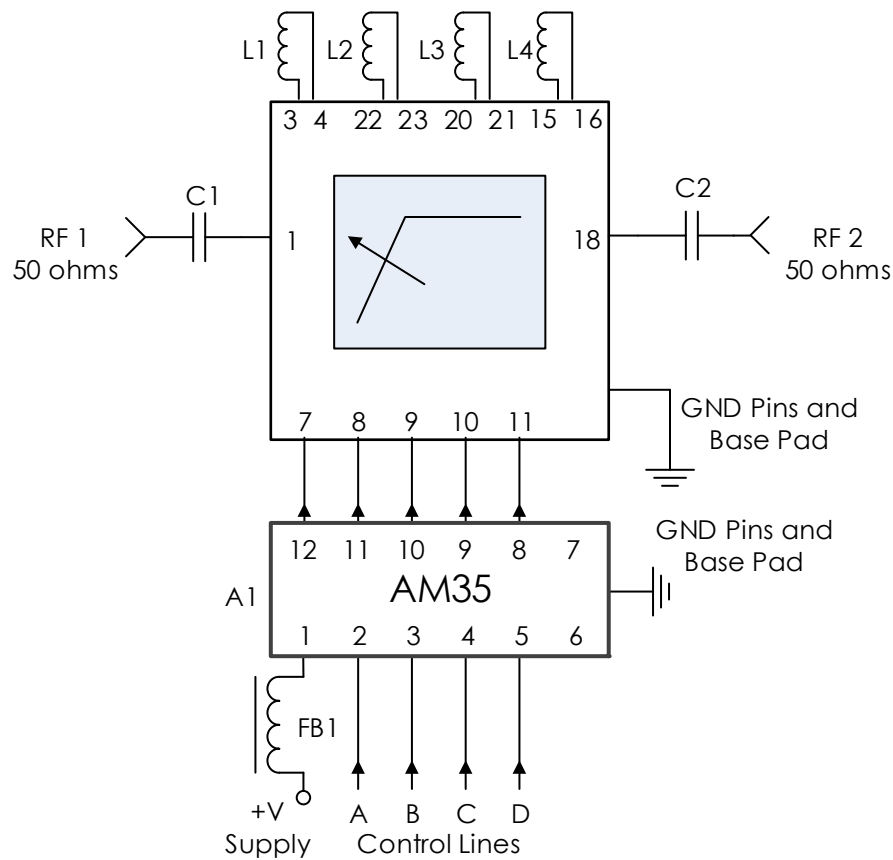 L1 L2 L3 L4
3 4 22 23 20 21 15 16
C1
C2
RF 1
50 ohms
1
18
RF 2
50 ohms
7 8 9 10 11
GND Pins and
Base Pad
12 11 10 9 8 7
GND Pins and
Base Pad
A1
AM35
1 2 3 4 5 6
FB1
+V
Supply
A B C D
Control Lines